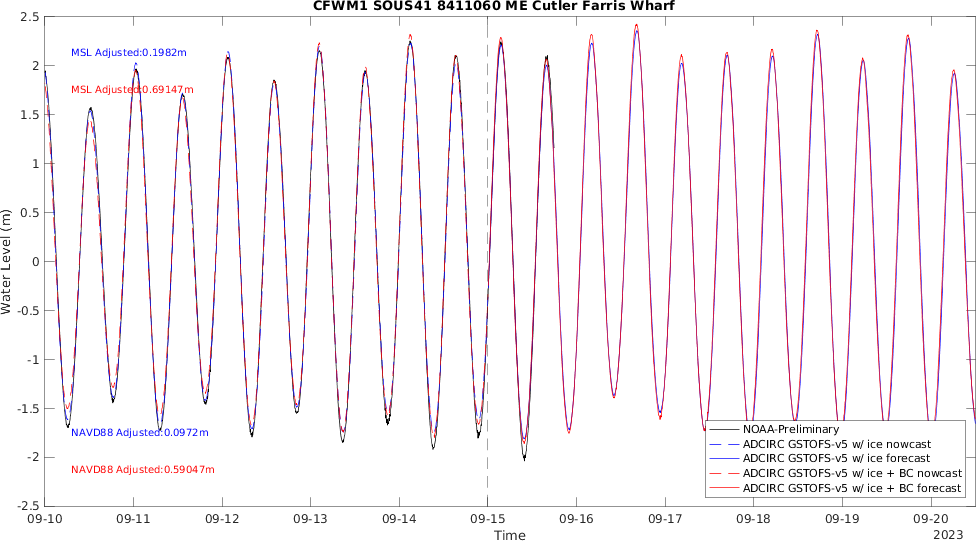 CFWM1 SOUS41 8411060 ME Cutler Farris Wharf
2.5
2
1.5
1
0.5
0
-0.5
-1
-1.5
-2
-2.5
Water Level (m)
MSL Adjusted:0.1982m
MSL Adjusted:0.69147m
NAVD88 Adjusted:0.0972m
NAVD88 Adjusted:0.59047m
NOAA-Preliminary
ADCIRC GSTOFS-v5 w/ ice nowcast
ADCIRC GSTOFS-v5 w/ ice forecast
ADCIRC GSTOFS-v5 w/ ice + BC nowcast
ADCIRC GSTOFS-v5 w/ ice + BC forecast
09-10 09-11 09-12 09-13 09-14 09-15 09-16 09-17 09-18 09-19 09-20
Time
2023